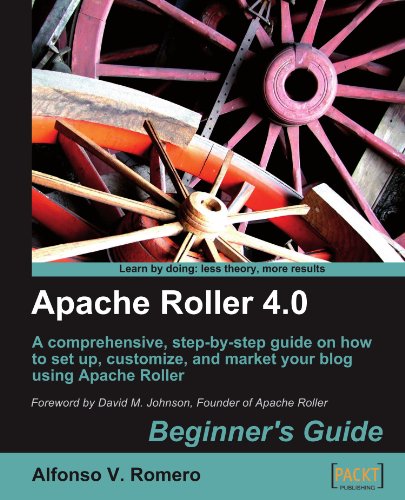 Learn by doing: less theory, more results
Apache Roller 4.0
A comprehensive, step-by-step guide on how
to set up, customize, and market your blog
using Apache Roller
Foreword by David M. Johnson, Founder of Apache Roller
Beginner's Guide
Alfonso V. Romero
PACKT
PUBLISHING